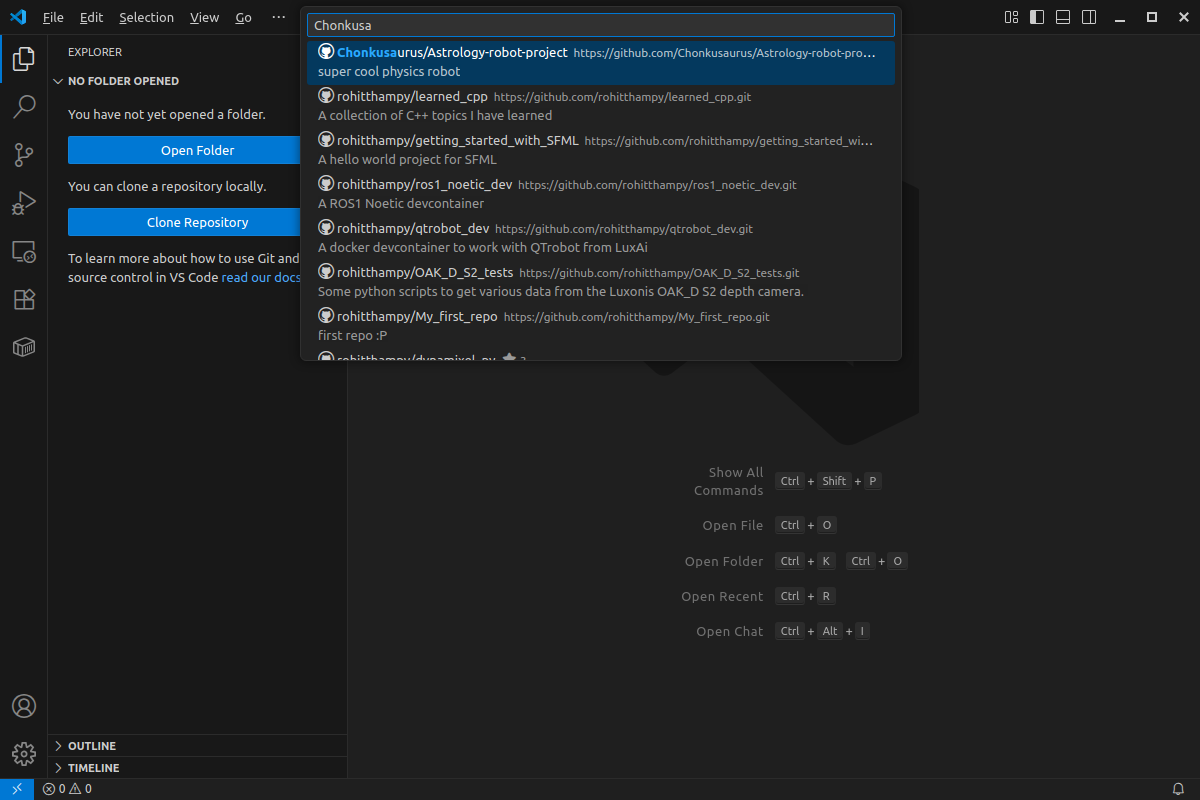 File Edit Selection View Go ···
Chonkusa
Chonkusaurus/Astrology-robot-project https://github.com/Chonkusaurus/Astrology-robot-pro...
super cool physics robot
rohitthampy/learned_cpp https://github.com/rohitthampy/learned_cpp.git
A collection of C++ topics I have learned
rohitthampy/getting_started_with_SFML https://github.com/rohitthampy/getting_started_wi...
A hello world project for SFML
rohitthampy/ros1_noetic_dev https://github.com/rohitthampy/ros1_noetic_dev.git
A ROS1 Noetic devcontainer
rohitthampy/qtrobot_dev https://github.com/rohitthampy/qtrobot_dev.git
A docker devcontainer to work with QTrobot from LuxAi
rohitthampy/OAK_D_S2_tests https://github.com/rohitthampy/OAK_D_S2_tests.git
Some python scripts to get various data from the Luxonis OAK_D S2 depth camera.
rohitthampy/My_first_repo https://github.com/rohitthampy/My_first_repo.git
first repo :P
rohitthampy/dynamixel_py
EXPLORER
NO FOLDER OPENED
You have not yet opened a folder.
Open Folder
You can clone a repository locally.
Clone Repository
To learn more about how to use Git and
source control in VS Code read our docs
Show All
Commands
Ctrl + Shift + P
Open File Ctrl + O
Open Folder Ctrl + K Ctrl + O
Open Recent Ctrl + R
Open Chat Ctrl + Alt + I
OUTLINE
TIMELINE
0 0